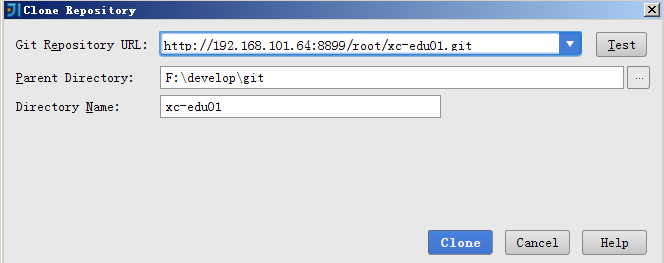 Clone Repository
Git Repository URL: http://192.168.101.64:8899/root/xc-edu01.git Test
Parent Directory: F:\develop\git ...
Directory Name: xc-edu01
Clone Cancel Help